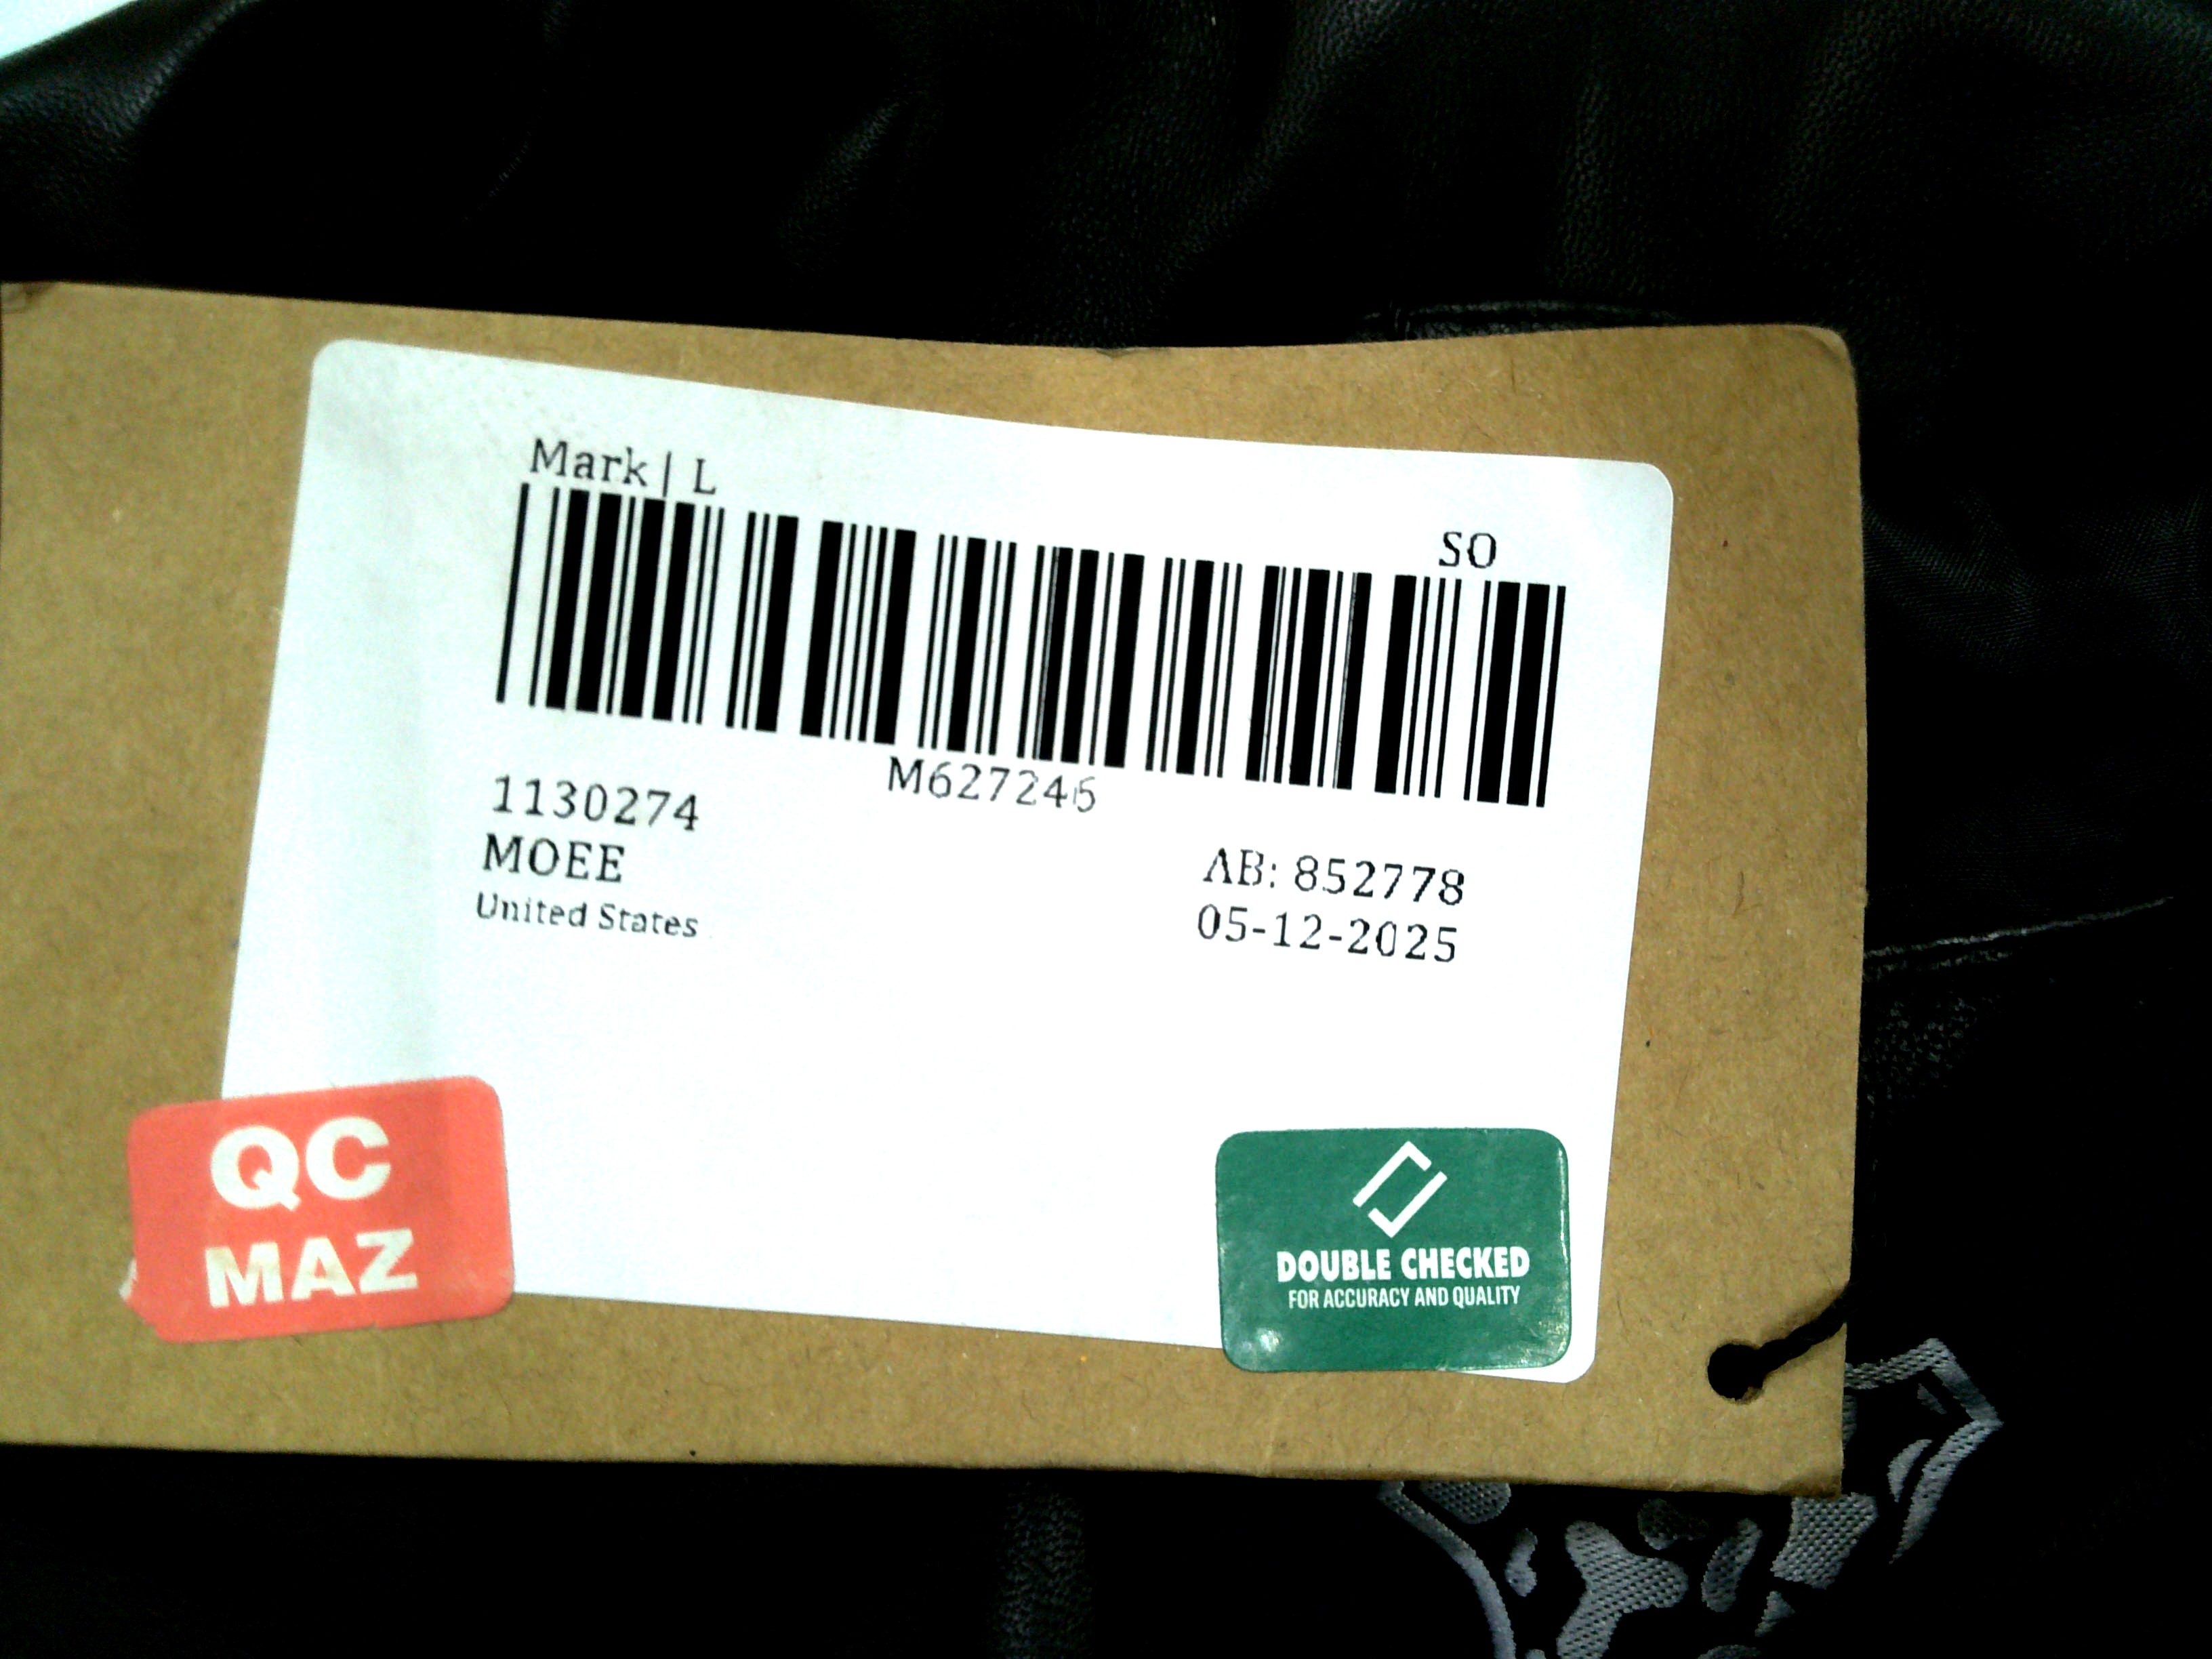 Mark | L
SO
M627246
1130274
MOEE
United States
AB: 852778
05-12-2025
QC
MAZ
DOUBLE CHECKED
FOR ACCURACY AND QUALITY